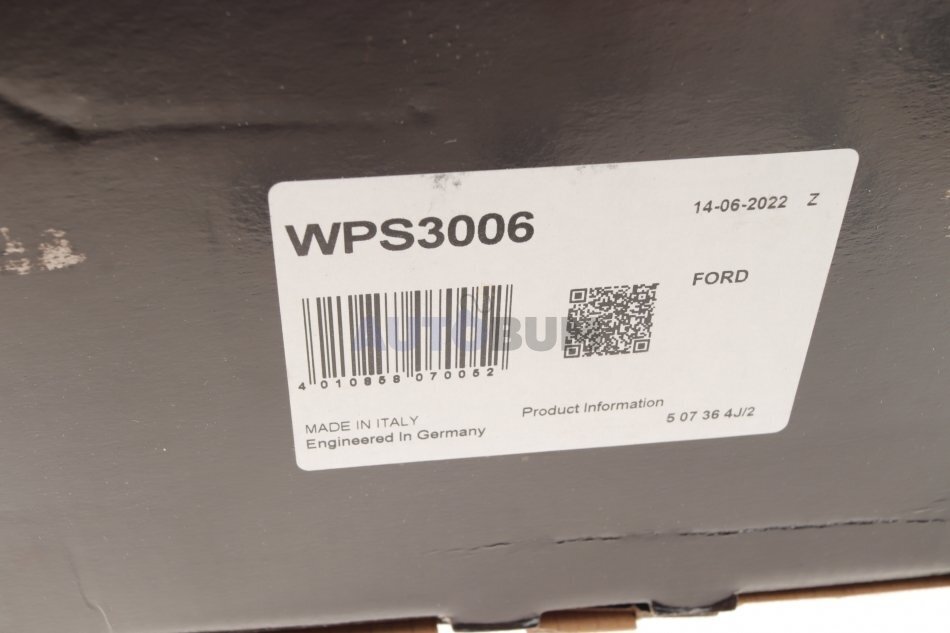 WPS3006
14-06-2022 Z
FORD
4 010858 070052
MADE IN ITALY
Engineered In Germany
Product Information
5 07 36 4J/2
AUTOBUM